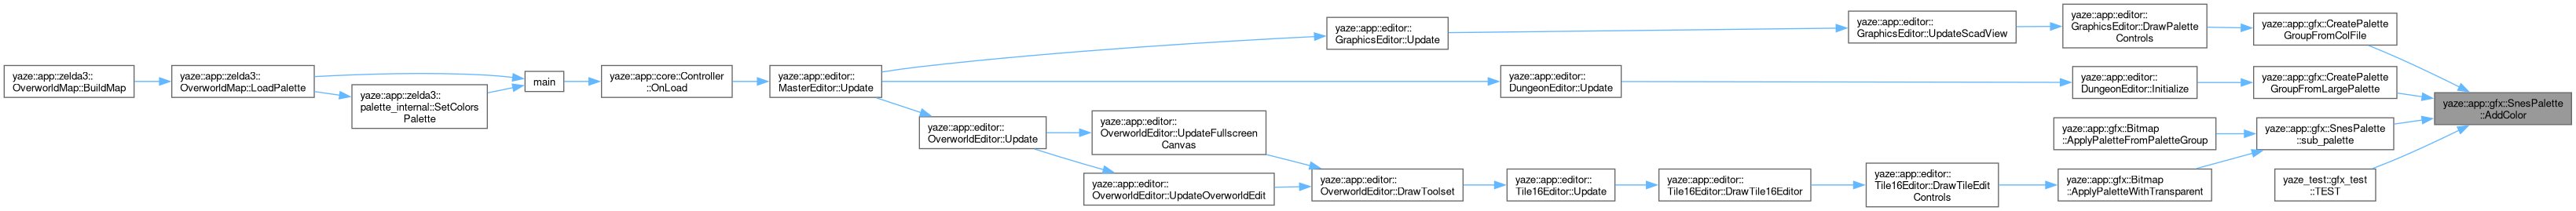 yaze::app::zelda3::
OverworldMap::BuildMap
yaze::app::zelda3::
OverworldMap::LoadPalette
yaze::app::zelda3::
palette_internal::SetColors
Palette
main
yaze::app::core::Controller
::OnLoad
yaze::app::editor::
MasterEditor::Update
yaze::app::editor::
OverworldEditor::Update
yaze::app::editor::
OverworldEditor::UpdateFullscreen
Canvas
yaze::app::editor::
OverworldEditor::UpdateOverworldEdit
yaze::app::editor::
GraphicsEditor::Update
yaze::app::editor::
OverworldEditor::DrawToolset
yaze::app::editor::
DungeonEditor::Update
yaze::app::editor::
Tile16Editor::Update
yaze::app::editor::
Tile16Editor::DrawTile16Editor
yaze::app::editor::
GraphicsEditor::UpdateScadView
yaze::app::editor::
Tile16Editor::DrawTileEdit
Controls
yaze::app::editor::
GraphicsEditor::DrawPalette
Controls
yaze::app::editor::
DungeonEditor::Initialize
yaze::app::gfx::Bitmap
::ApplyPaletteFromPaletteGroup
yaze::app::gfx::Bitmap
::ApplyPaletteWithTransparent
yaze::app::gfx::CreatePalette
GroupFromColFile
yaze::app::gfx::CreatePalette
GroupFromLargePalette
yaze::app::gfx::SnesPalette
::sub_palette
yaze_test::gfx_test
::TEST
yaze::app::gfx::SnesPalette
::AddColor